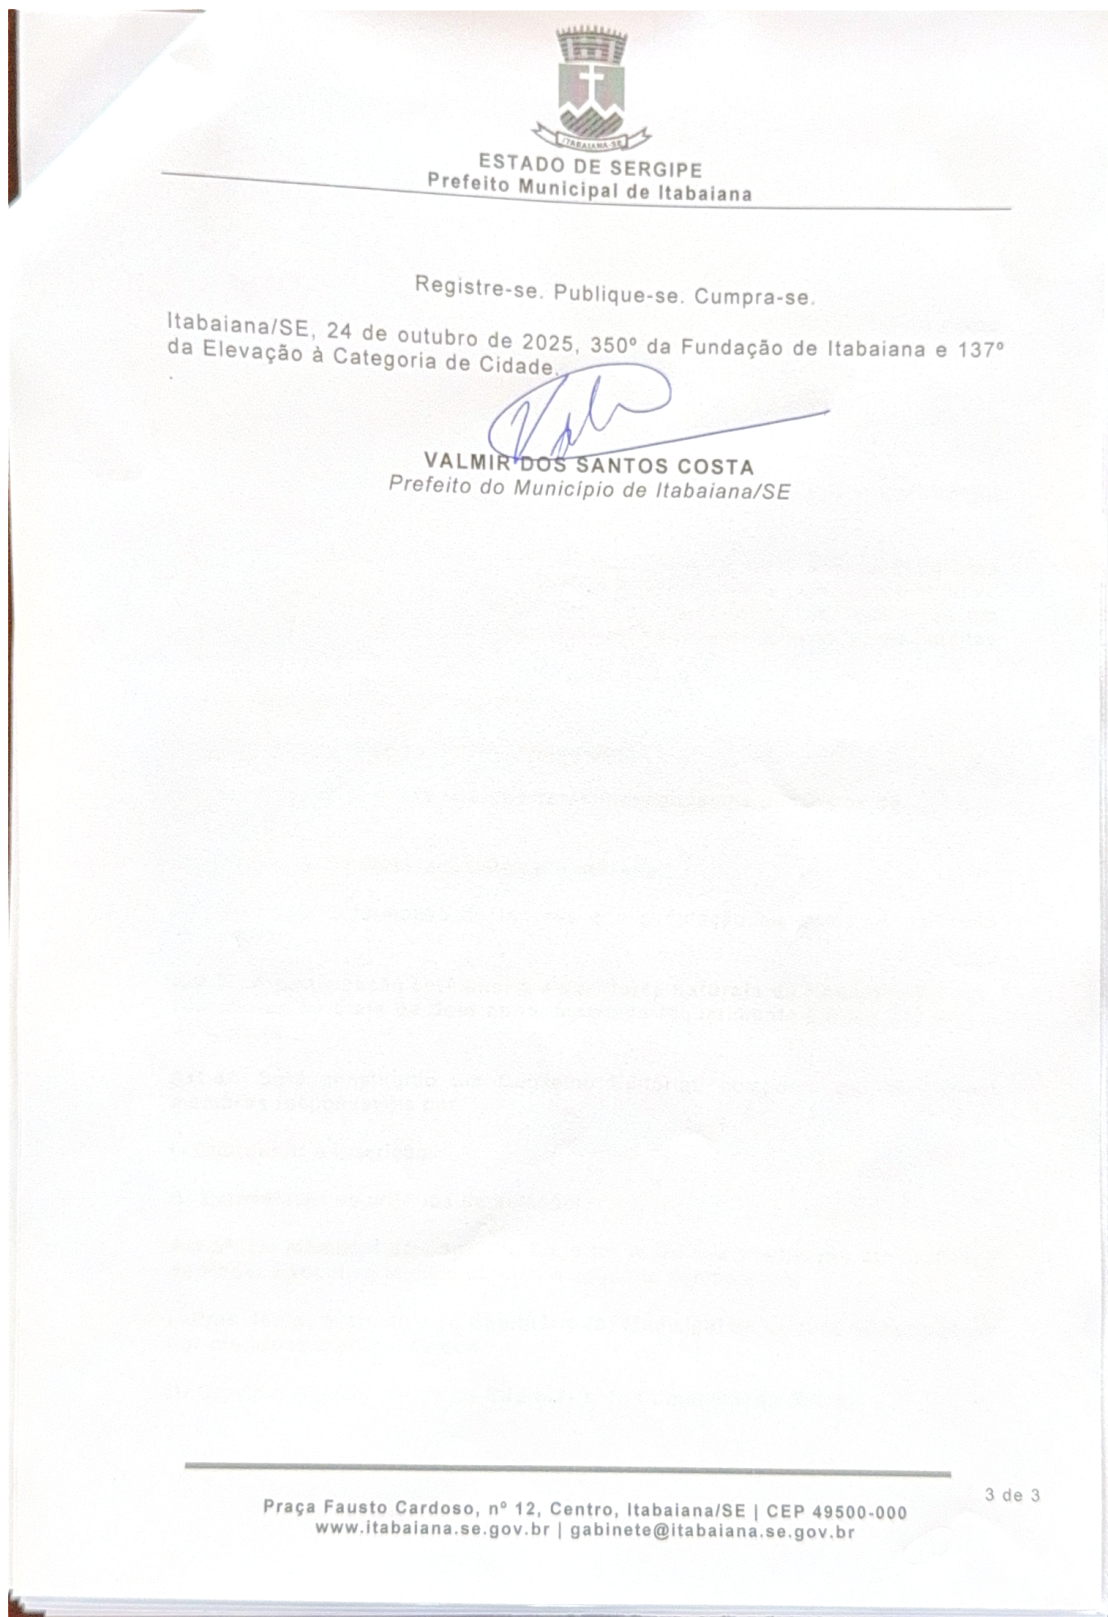 ITABAIANA-SE
ESTADO DE SERGIPE
Prefeito Municipal de Itabaiana
Registre-se. Publique-se. Cumpra-se.
Itabaiana/SE, 24 de outubro de 2025, 350º da Fundação de Itabaiana e 137º
da Elevação à Categoria de Cidade.
VALMIR DOS SANTOS COSTA
Prefeito do Município de Itabaiana/SE
3 de 3
Praça Fausto Cardoso, nº 12, Centro, Itabaiana/SE | CEP 49500-000
www.itabaiana.se.gov.br | gabinete@itabaiana.se.gov.br